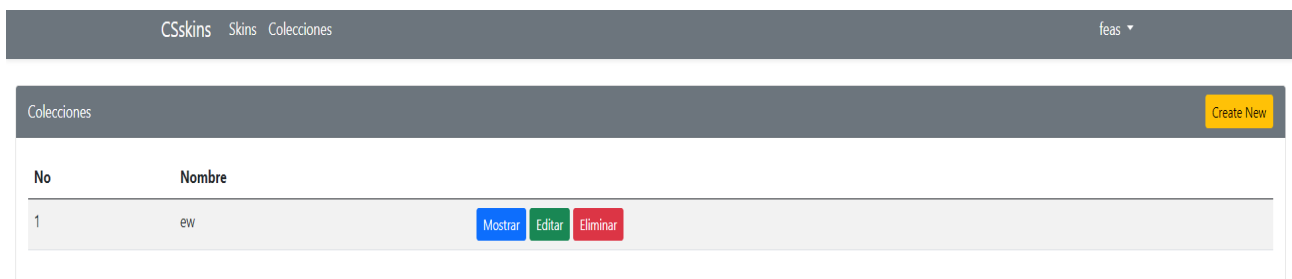 CSskins Skins Colecciones feas
Colecciones Create New
No Nombre
1 ew Mostrar Editar Eliminar